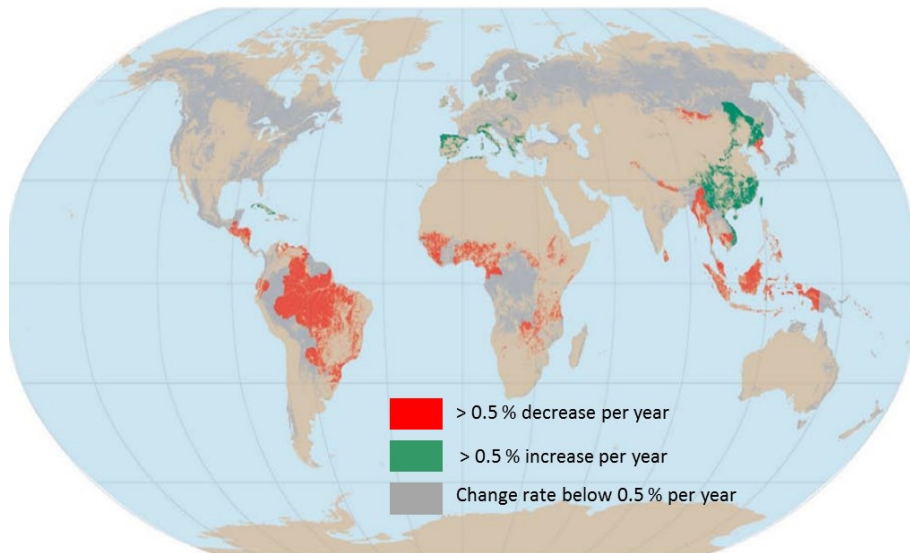 > 0.5 % decrease per year
> 0.5 % increase per year
Change rate below 0.5 % per year